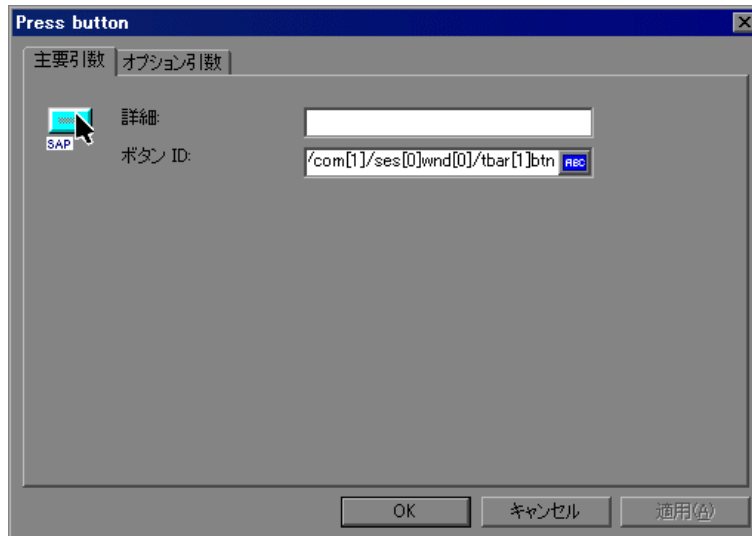 Press button
主要引数 オプション引数
SAP
詳細:
ボタン ID: /com[1]/ses[0]wnd[0]/tbar[1]btn ABC
OK キャンセル 適用(A)